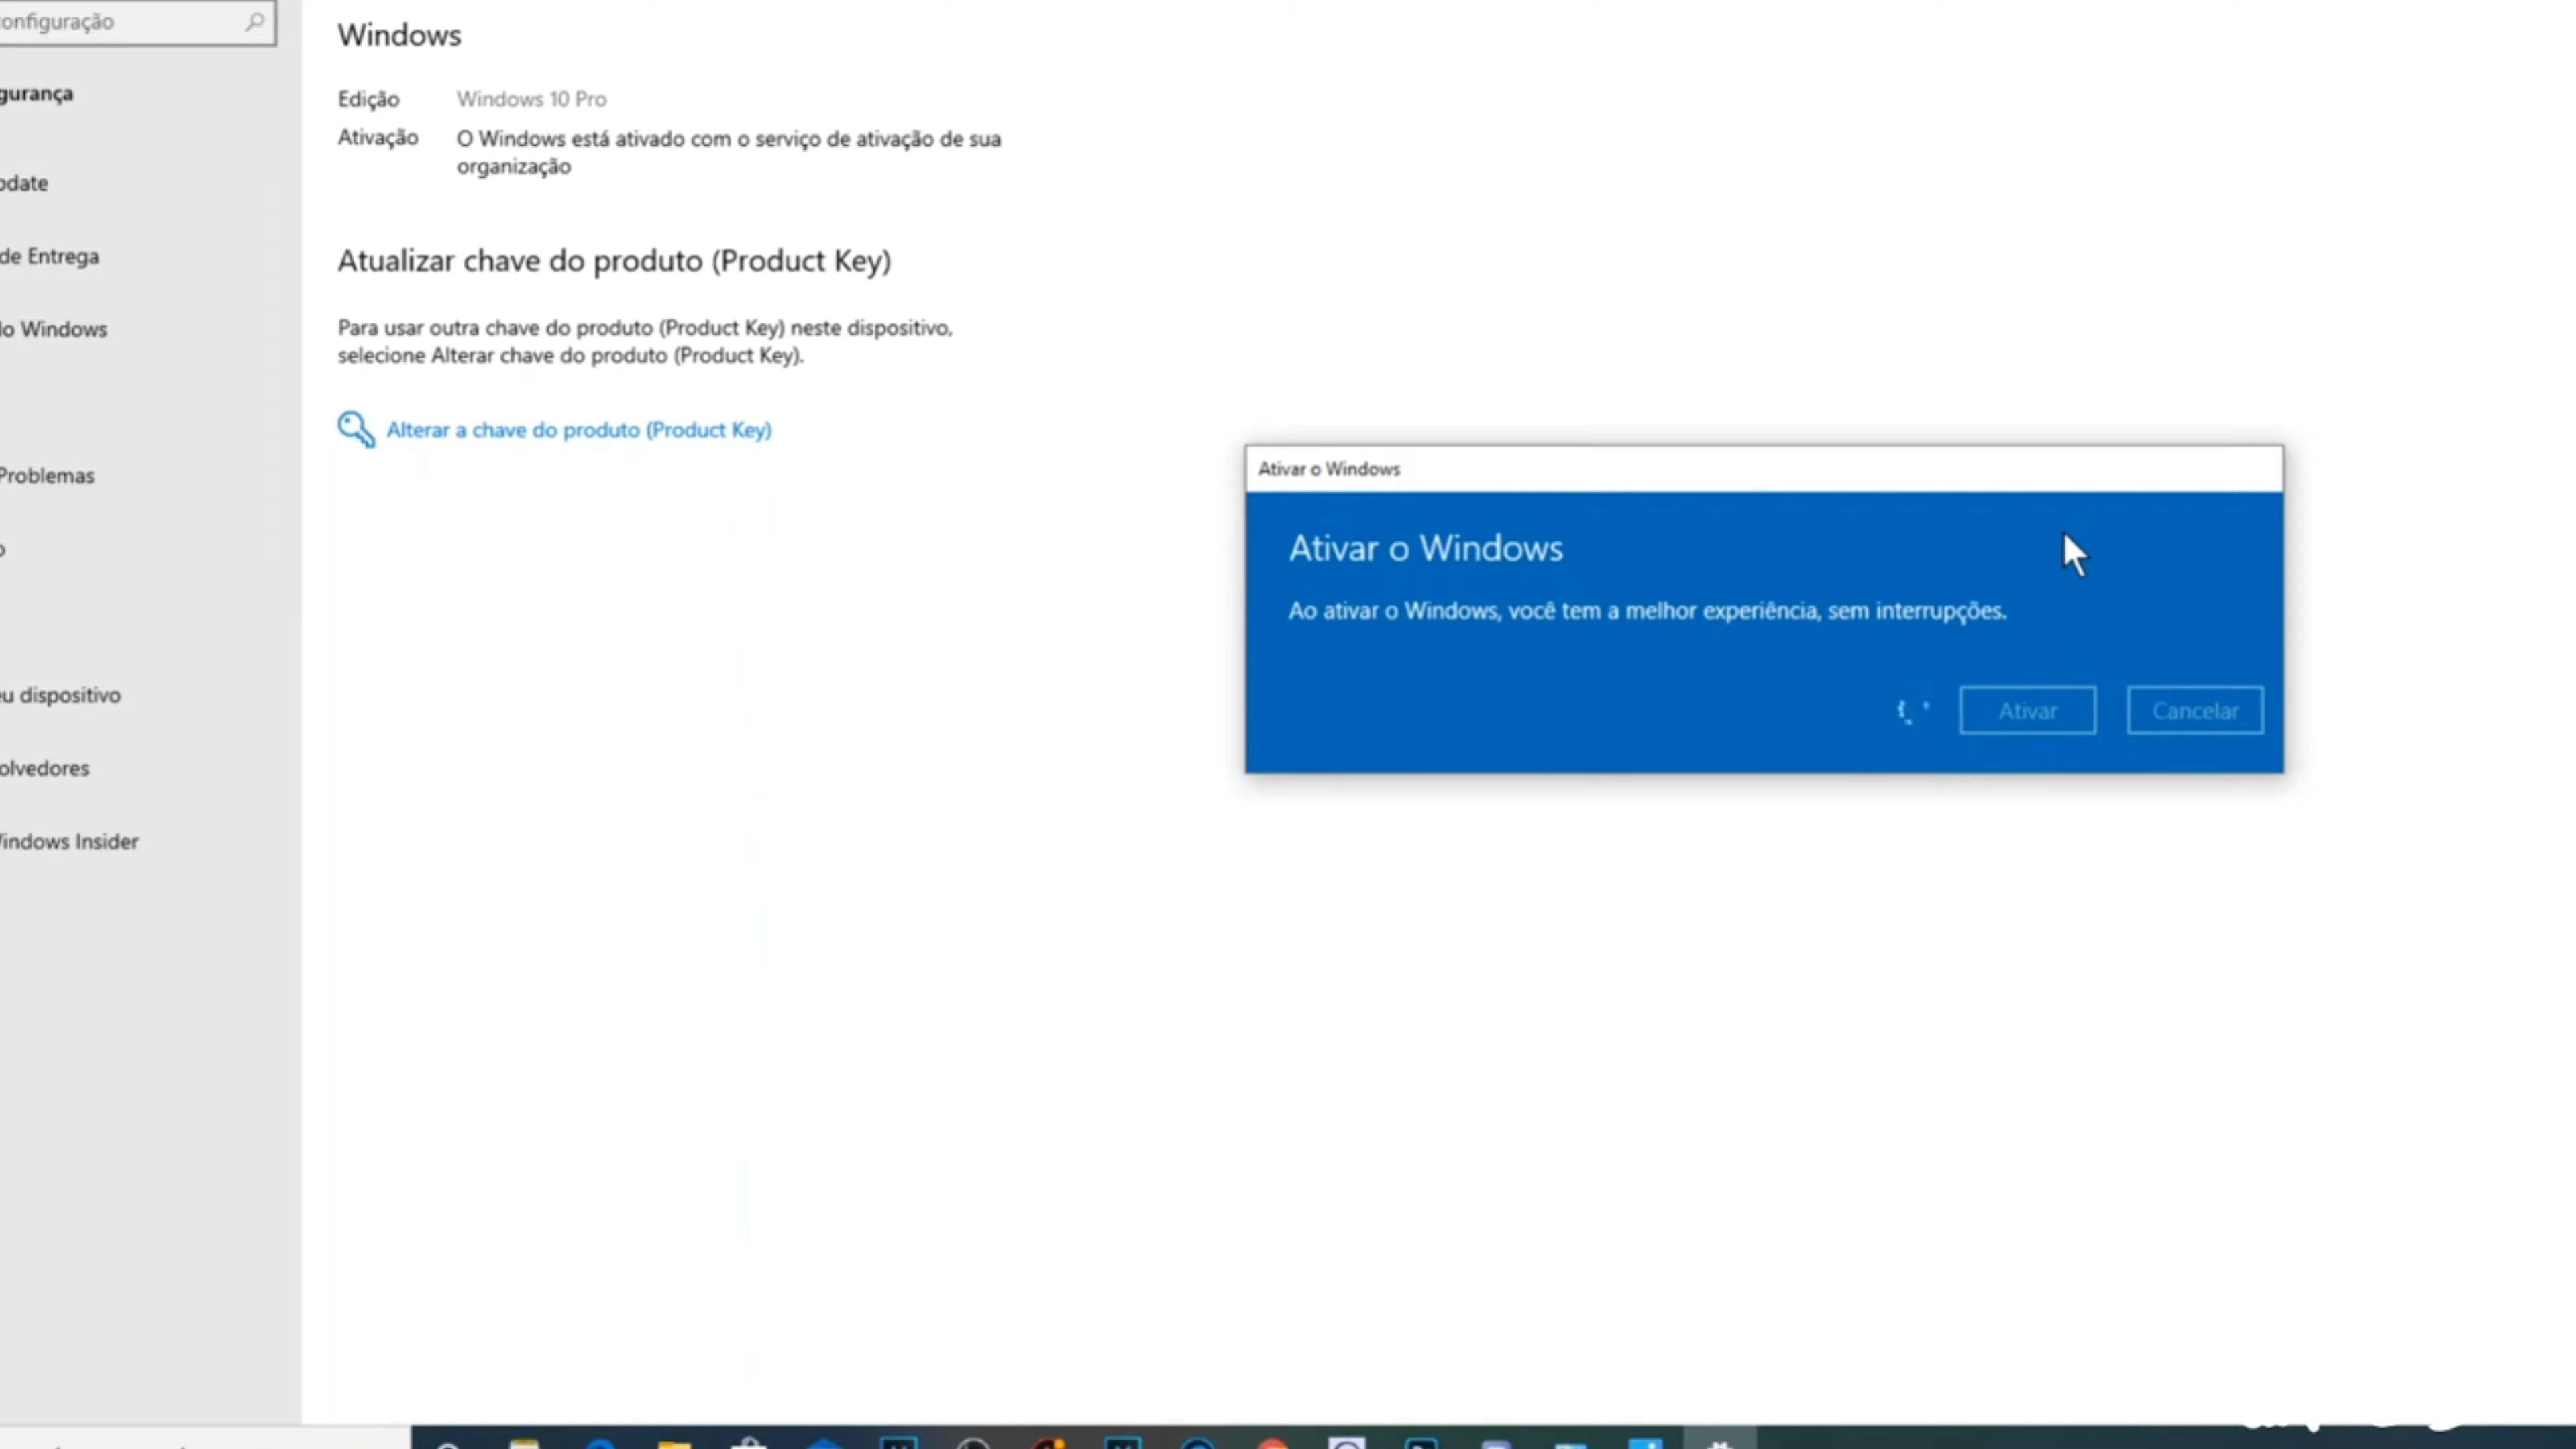 onfiguração
Windows
gurança
Edição Windows 10 Pro
Ativação O Windows está ativado com o serviço de ativação de sua
organização
pdate
de Entrega
Atualizar chave do produto (Product Key)
lo Windows
Para usar outra chave do produto (Product Key) neste dispositivo,
selecione Alterar chave do produto (Product Key).
Alterar a chave do produto (Product Key)
Problemas
o
eu dispositivo
olvedores
Windows Insider
Ativar o Windows
Ativar o Windows
Ao ativar o Windows, você tem a melhor experiência, sem interrupções.
Ativar Cancelar